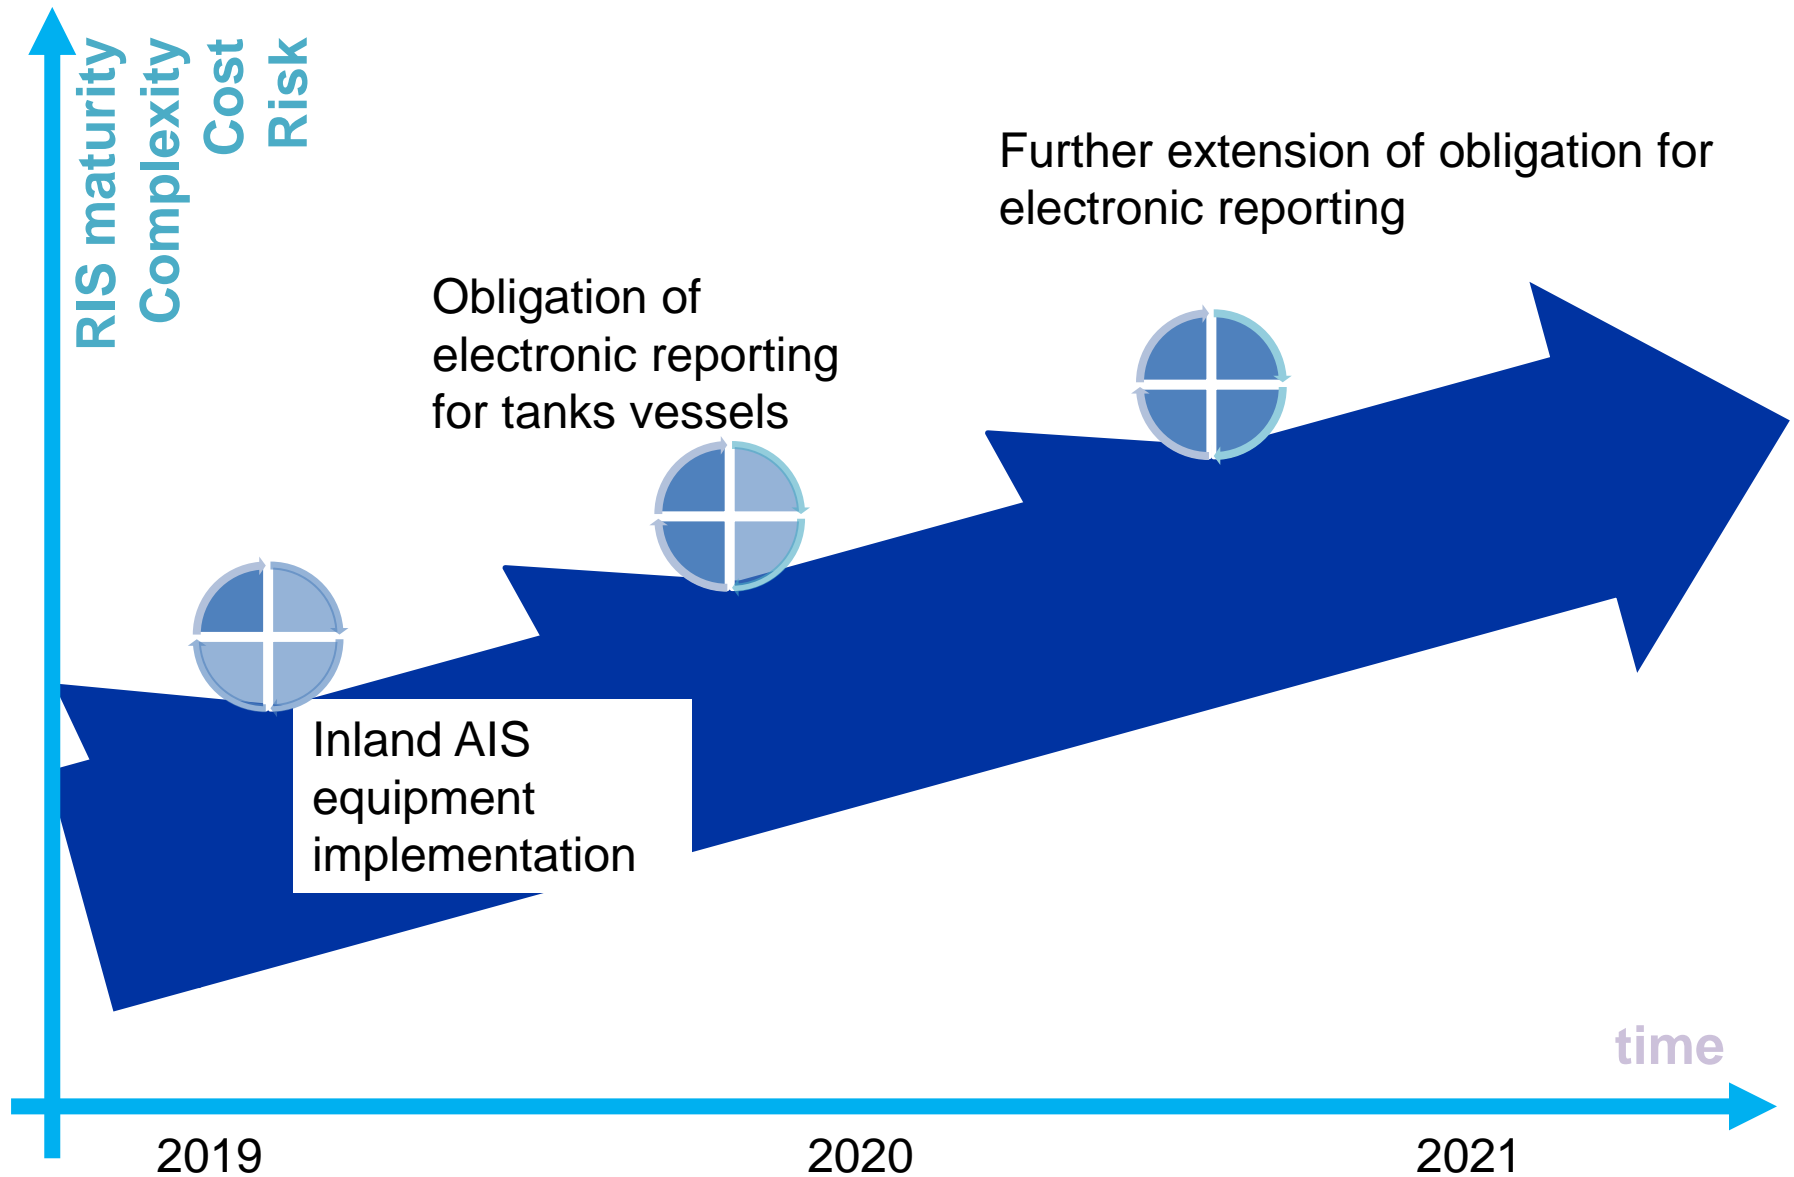 RIS maturity
Complexity
Cost
Risk
Further extension of obligation for
electronic reporting
Obligation of
electronic reporting
for tanks vessels
Inland AIS
equipment
implementation
time
2019
2020
2021